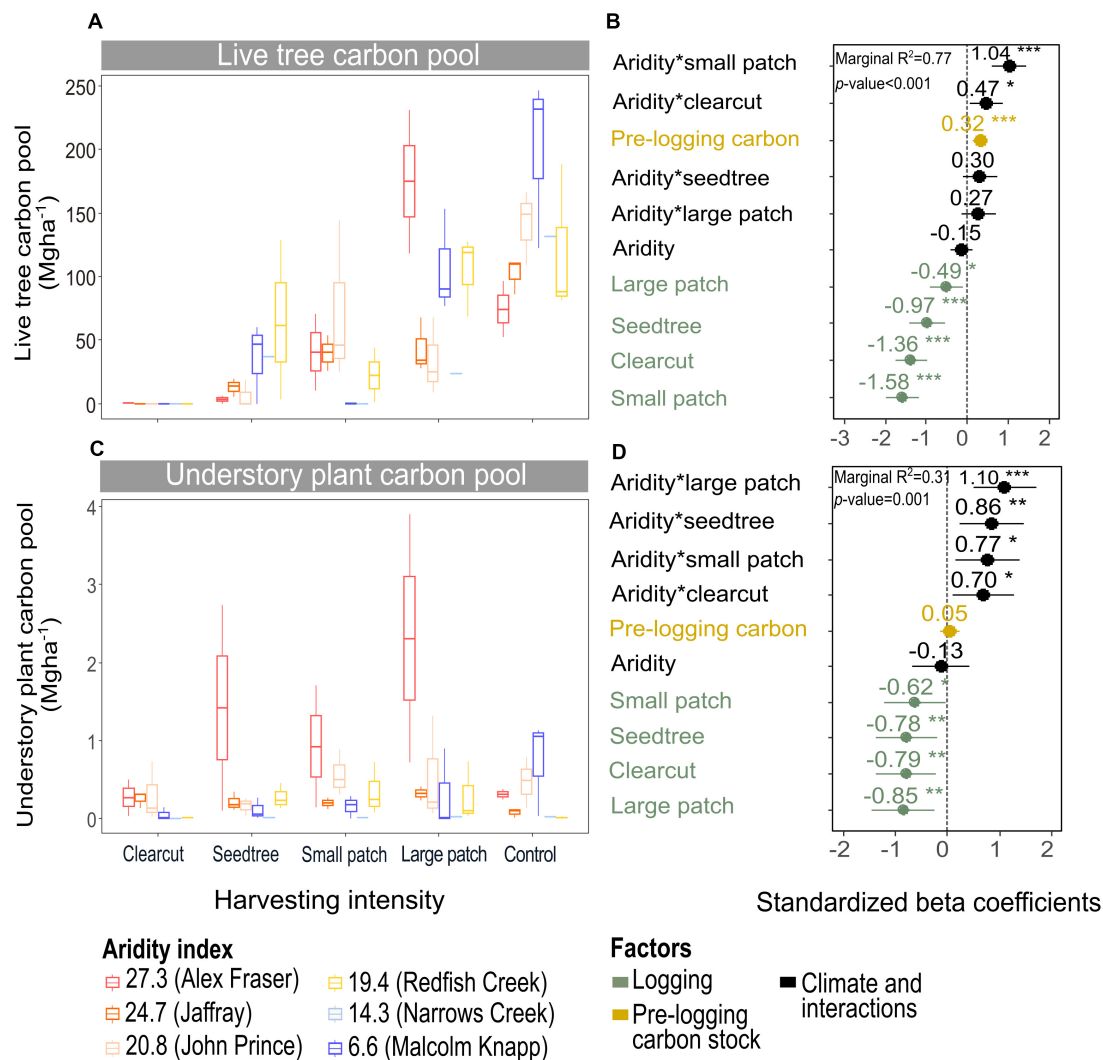 A
Live tree carbon pool
Live tree carbon pool
(Mgha⁻¹)
250
200
150
100
50
0
B
Aridity*small patch
Aridity*clearcut
Pre-logging carbon
Aridity*seedtree
Aridity*large patch
Aridity
Large patch
Seedtree
Clearcut
Small patch
Marginal R²=0.77
p-value<0.001
1.04 ***
0.47 *
0.32 ***
0.30
0.27
-0.15
-0.49 *
-0.97 ***
-1.36 ***
-1.58 ***
-3 -2 -1 0 1 2
C
Understory plant carbon pool
Understory plant carbon pool
(Mgha⁻¹)
4
3
2
1
0
Clearcut Seedtree Small patch Large patch Control
Harvesting intensity
D
Aridity*large patch
Aridity*seedtree
Aridity*small patch
Aridity*clearcut
Pre-logging carbon
Aridity
Small patch
Seedtree
Clearcut
Large patch
Marginal R²=0.31
p-value=0.001
1.10 ***
0.86 **
0.77 *
0.70 *
0.05
-0.13
-0.62 *
-0.78 **
-0.79 **
-0.85 **
-2 -1 0 1 2
Standardized beta coefficients
Aridity index
27.3 (Alex Fraser)
24.7 (Jaffray)
20.8 (John Prince)
19.4 (Redfish Creek)
14.3 (Narrows Creek)
6.6 (Malcolm Knapp)
Factors
Logging
Pre-logging
carbon stock
Climate and
interactions